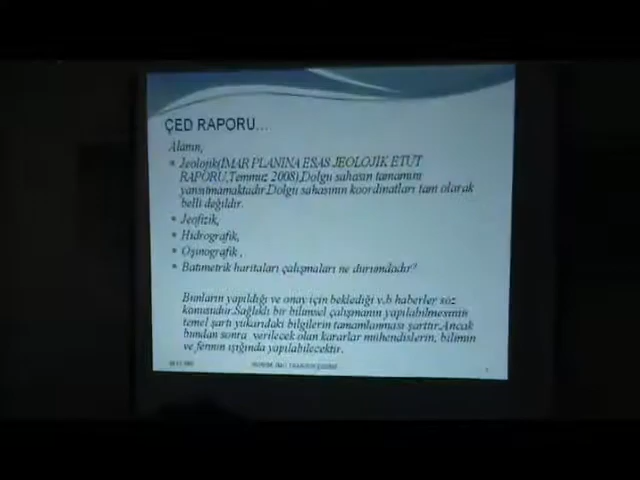 ÇED RAPORU…
Alanın,
Jeolojik(İMAR PLANINA ESAS JEOLOJİK ETÜT
RAPORU,Temmuz 2008),Dolgu sahasın tamamını
yansıtmamaktadır.Dolgu sahasının koordinatları tam olarak
belli değildir.
Jeofizik,
Hidrografik,
Oşinografik ,
Batimetrik haritaları çalışmaları ne durumdadır?
Bunların yapıldığı ve onay için beklediği v.b haberler söz
konusudur.Sağlıklı bir bilimsel çalışmanın yapılabilmesinin
temel şartı yukarıdaki bilgilerin tamamlanması şarttır.Ancak
bundan sonra verilecek olan kararlar mühendislerin, bilimin
ve fennin ışığında yapılabilecektir.